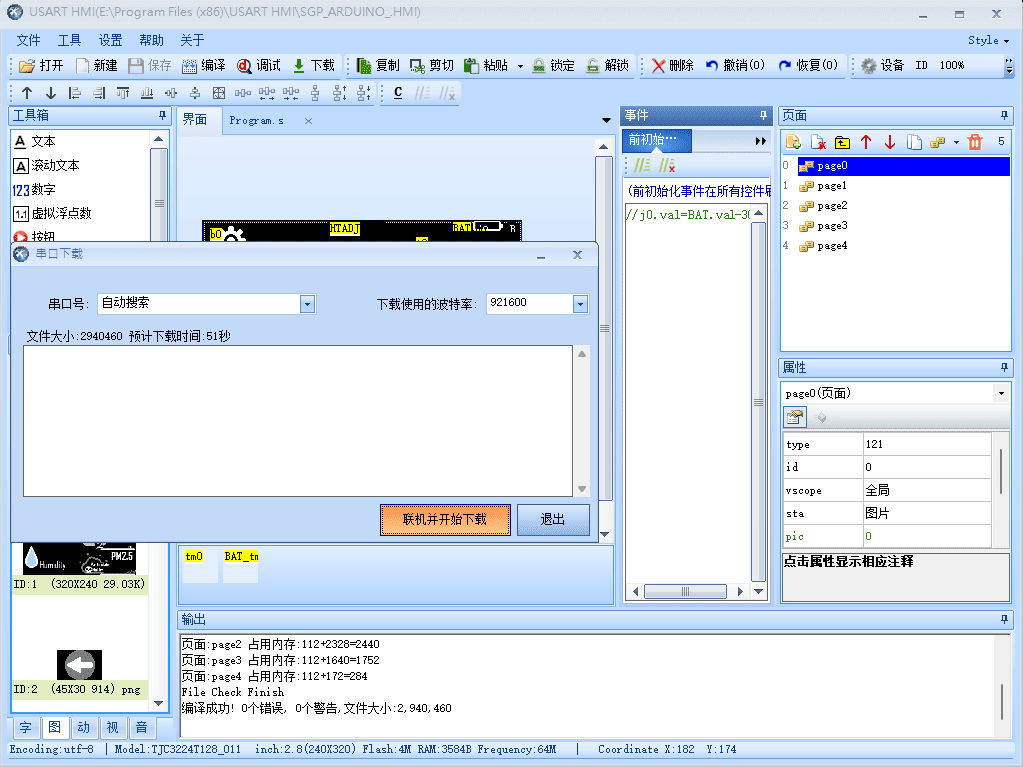 USART HMI(E:\Program Files (x86)\USART HMI\SGP_ARDUINO_.HMI)
文件 工具 设置 帮助 关于 Style
打开 新建 保存 编译 调试 下载 复制 剪切 粘贴 锁定 解锁 删除 撤销(0) 恢复(0) 设备 ID 100%
工具箱
文本
滚动文本
123 数字
1.1 虚拟浮点数
按钮
界面 Program.s
b0 HTADJ BAT R
事件
前初始…
(前初始化事件在所有控件刷
//j0.val=BAT.val-30
页面
5
0 page0
1 page1
2 page2
3 page3
4 page4
串口下载
串口号: 自动搜索 下载使用的波特率: 921600
文件大小:2940460 预计下载时间:51秒
联机并开始下载 退出
属性
page0(页面)
type 121
id 0
vscope 全局
sta 图片
pic 0
点击属性显示相应注释
Humidity PM2.5
ID:1 (320X240 29.03K)
ID:2 (45X30 914) png
字 图 动 视 音
tm0 BAT_tm
输出
页面:page2 占用内存:112+2328=2440
页面:page3 占用内存:112+1640=1752
页面:page4 占用内存:112+172=284
File Check Finish
编译成功! 0个错误, 0个警告,文件大小:2,940,460
Encoding:utf-8 | Model:TJC3224T128_011 inch:2.8(240X320) Flash:4M RAM:3584B Frequency:64M | Coordinate X:182 Y:174